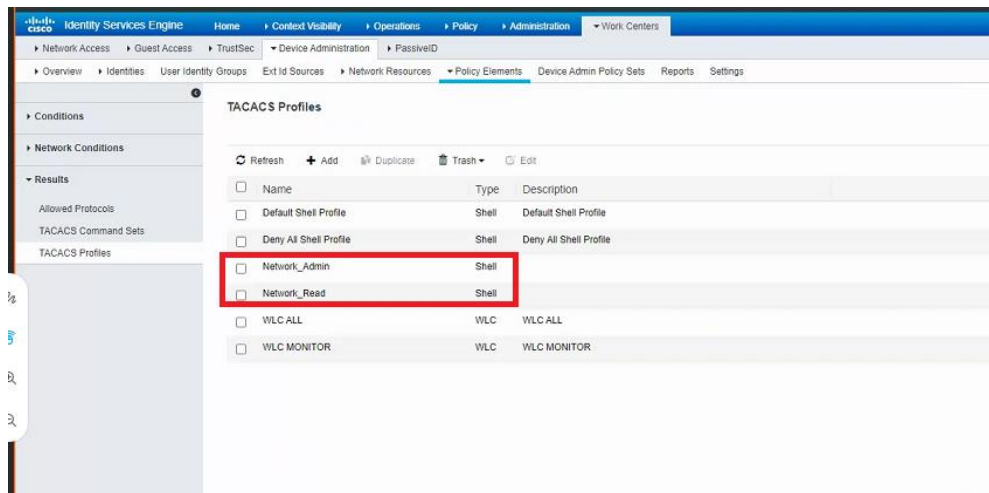 cisco Identity Services Engine Home Context Visibility Operations Policy Administration Work Centers
Network Access Guest Access TrustSec Device Administration PassiveID
Overview Identities User Identity Groups Ext Id Sources Network Resources Policy Elements Device Admin Policy Sets Reports Settings
Conditions
Network Conditions
Results
Allowed Protocols
TACACS Command Sets
TACACS Profiles
TACACS Profiles
Refresh Add Duplicate Trash Edit
Name Type Description
Default Shell Profile Shell Default Shell Profile
Deny All Shell Profile Shell Deny All Shell Profile
Network_Admin Shell
Network_Read Shell
WLC ALL WLC WLC ALL
WLC MONITOR WLC WLC MONITOR